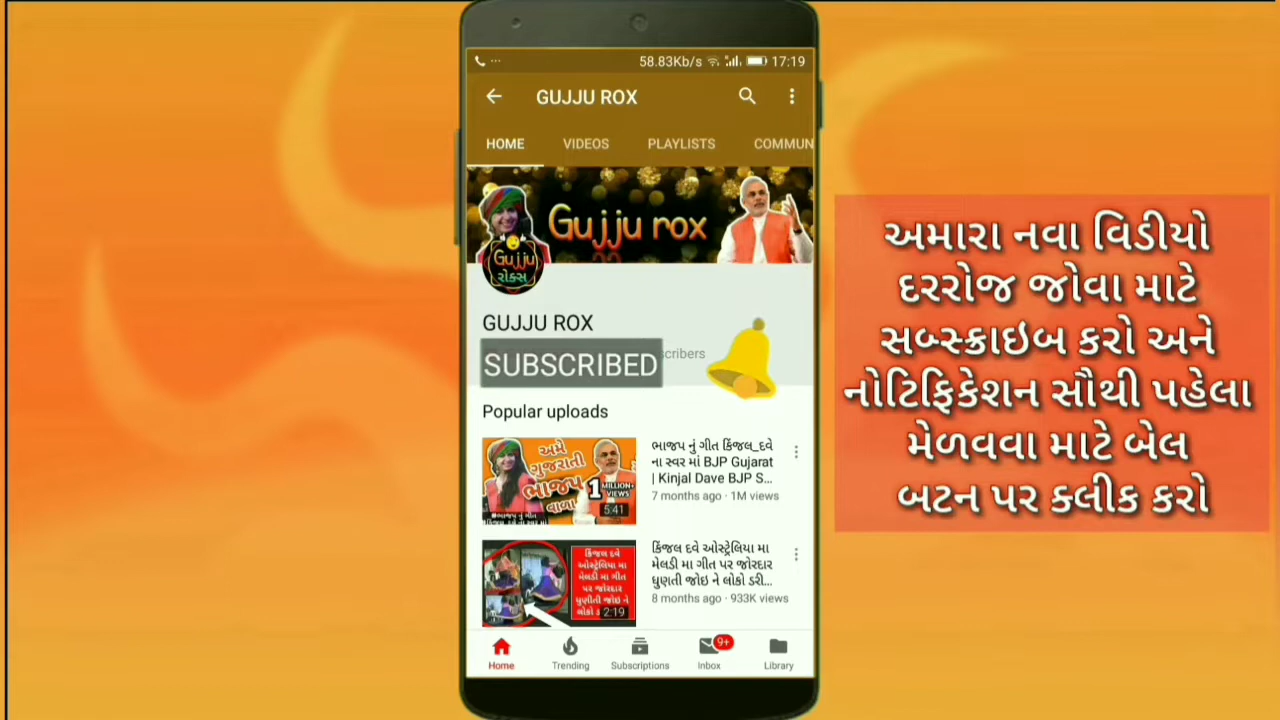 58.83Kb/s 17:19
GUJJU ROX
HOME VIDEOS PLAYLISTS COMMUN
Gujju rox
Gujju
રોક્સ
GUJJU ROX
SUBSCRIBED
scribers
Popular uploads
અમે
ગુજરાતી
ભાજપ
વાળા
1 MILLION+
VIEWS
5:41
ભાજપ નું ગીત કિંજલ_દવે
ના સ્વર માં BJP Gujarat
| Kinjal Dave BJP S...
7 months ago · 1M views
કિંજલ દવે
ઓસ્ટ્રેલિયા મા
મેલડી મા ગીત
પર જોરદાર
ધુણીતી જોઇ ને
લોકો
2:19
કિંજલ દવે ઓસ્ટ્રેલિયા મા
મેલડી મા ગીત પર જોરદાર
ધુણતી જોઇ ને લોકો ડરી...
8 months ago · 933K views
9+
Home Trending Subscriptions Inbox Library
અમારા નવા વિડીયો
દરરોજ જોવા માટે
સબ્સ્ક્રાઇબ કરો અને
નોટિફિકેશન સૌથી પહેલા
મેળવવા માટે બેલ
બટન પર ક્લીક કરો